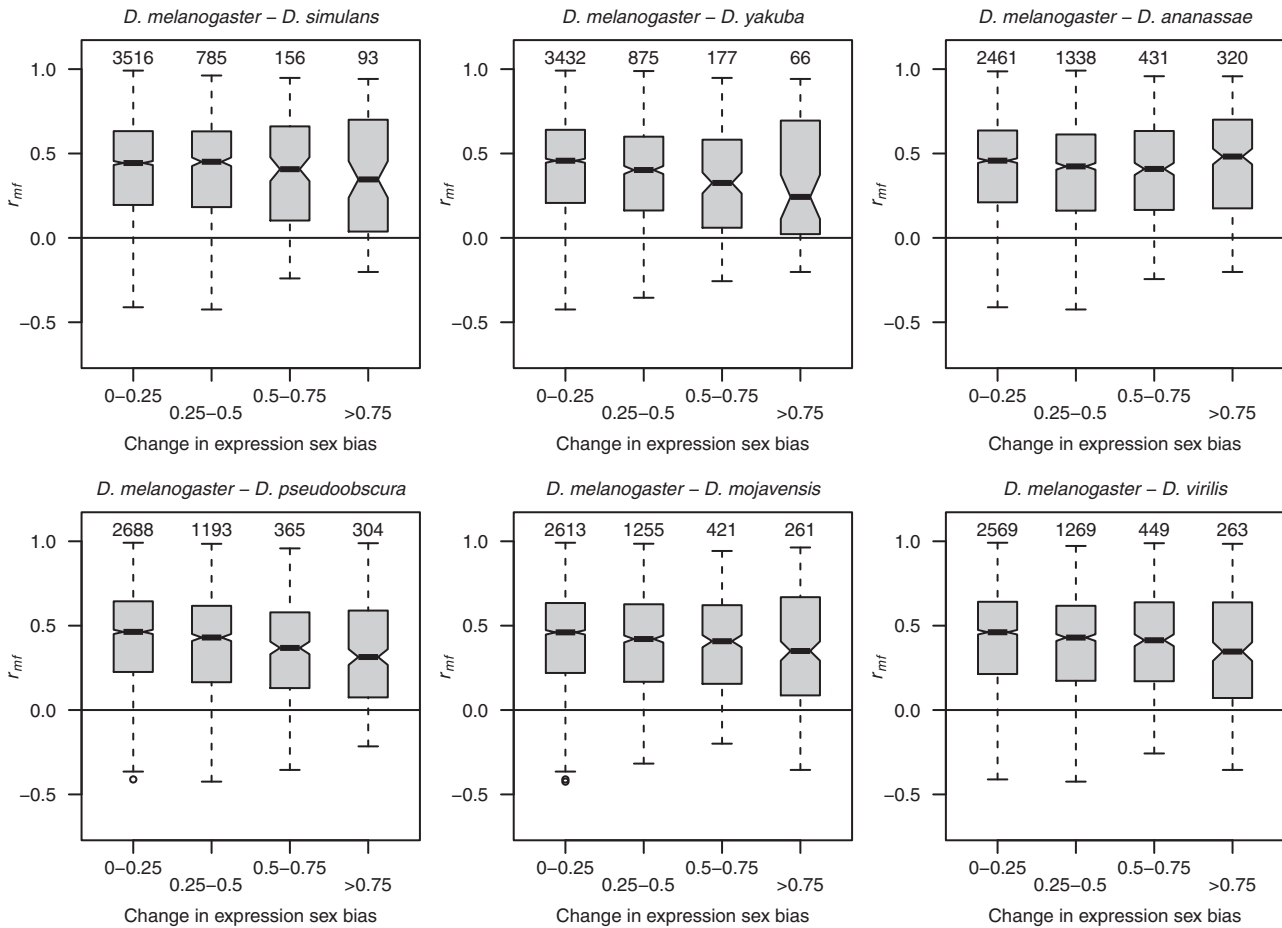 D. melanogaster – D. simulans
3516 785 156 93
1.0
0.5
0.0
−0.5
r_mf
0−0.25 0.5−0.75
0.25−0.5 >0.75
Change in expression sex bias
D. melanogaster – D. yakuba
3432 875 177 66
1.0
0.5
0.0
−0.5
r_mf
0−0.25 0.5−0.75
0.25−0.5 >0.75
Change in expression sex bias
D. melanogaster – D. ananassae
2461 1338 431 320
1.0
0.5
0.0
−0.5
r_mf
0−0.25 0.5−0.75
0.25−0.5 >0.75
Change in expression sex bias
D. melanogaster – D. pseudoobscura
2688 1193 365 304
1.0
0.5
0.0
−0.5
r_mf
0−0.25 0.5−0.75
0.25−0.5 >0.75
Change in expression sex bias
D. melanogaster – D. mojavensis
2613 1255 421 261
1.0
0.5
0.0
−0.5
r_mf
0−0.25 0.5−0.75
0.25−0.5 >0.75
Change in expression sex bias
D. melanogaster – D. virilis
2569 1269 449 263
1.0
0.5
0.0
−0.5
r_mf
0−0.25 0.5−0.75
0.25−0.5 >0.75
Change in expression sex bias